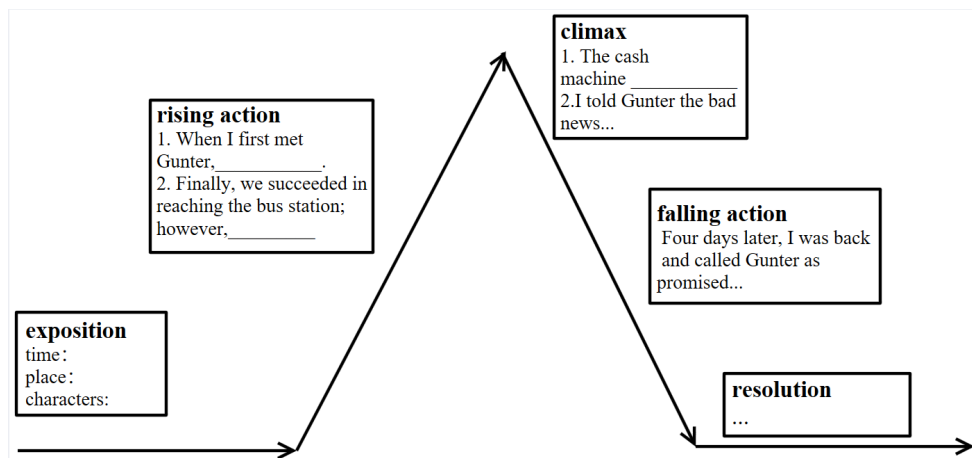 exposition
time:
place:
characters:
rising action
1. When I first met
Gunter,___________.
2. Finally, we succeeded in
reaching the bus station;
however,_________
climax
1. The cash
machine ___________
2.I told Gunter the bad
news...
falling action
Four days later, I was back
and called Gunter as
promised...
resolution
...